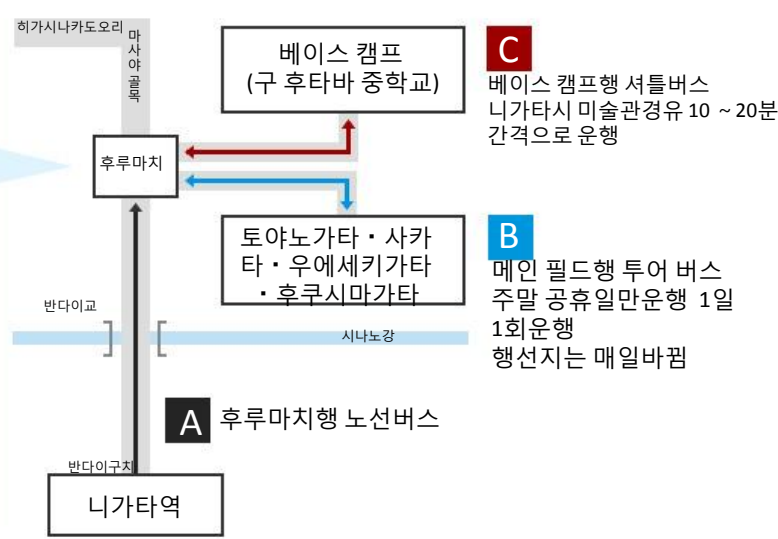 히가시나카도오리
마사야 골목
베이스 캠프
(구 후타바 중학교)
C
베이스 캠프행 셔틀버스
니가타시 미술관경유 10 ~20분
간격으로 운행
후루마치
토야노가타・사카
타・우에세키가타
・후쿠시마가타
B
메인 필드행 투어 버스
주말 공휴일만운행 1일
1회운행
행선지는 매일바뀜
반다이교
시나노강
A
후루마치행 노선버스
반다이구치
니가타역